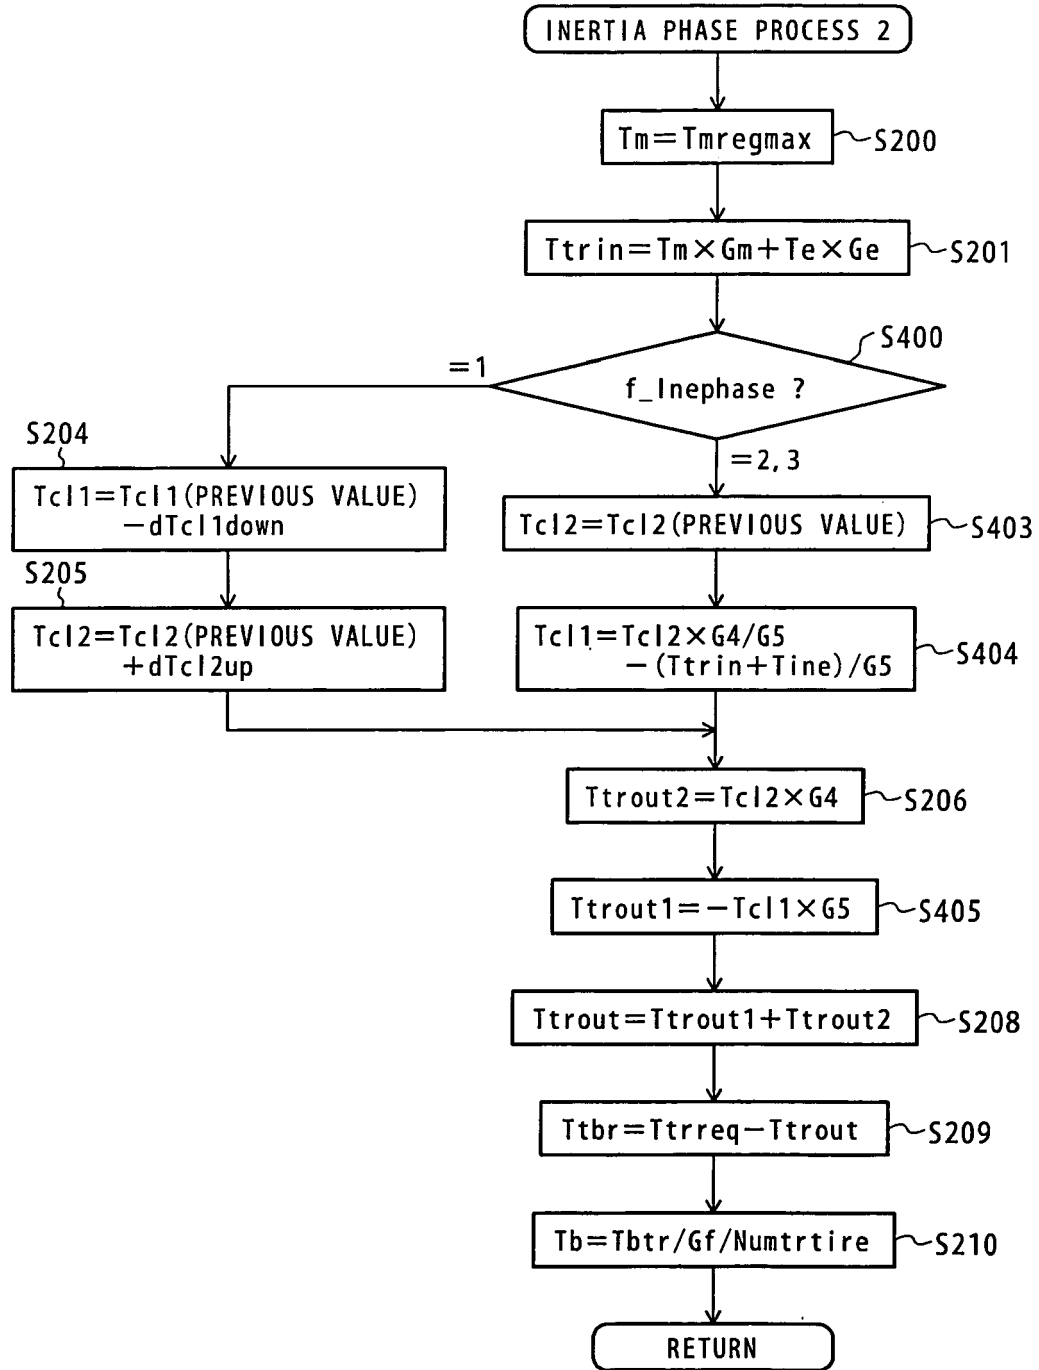 INERTIA PHASE PROCESS 2
Tm=Tmregmax
S200
Ttrin=Tm×Gm+Te×Ge
S201
S400
=1
f_Inephase ?
=2,3
S204
Tcl1=Tcl1(PREVIOUS VALUE)
-dTcl1down
Tcl2=Tcl2(PREVIOUS VALUE)
S403
S205
Tcl2=Tcl2(PREVIOUS VALUE)
+dTcl2up
Tcl1=Tcl2×G4/G5
-(Ttrin+Tine)/G5
S404
Ttrout2=Tcl2×G4
S206
Ttrout1=-Tcl1×G5
S405
Ttrout=Ttrout1+Ttrout2
S208
Ttbr=Ttrreq-Ttrout
S209
Tb=Tbtr/Gf/Numtrtire
S210
RETURN